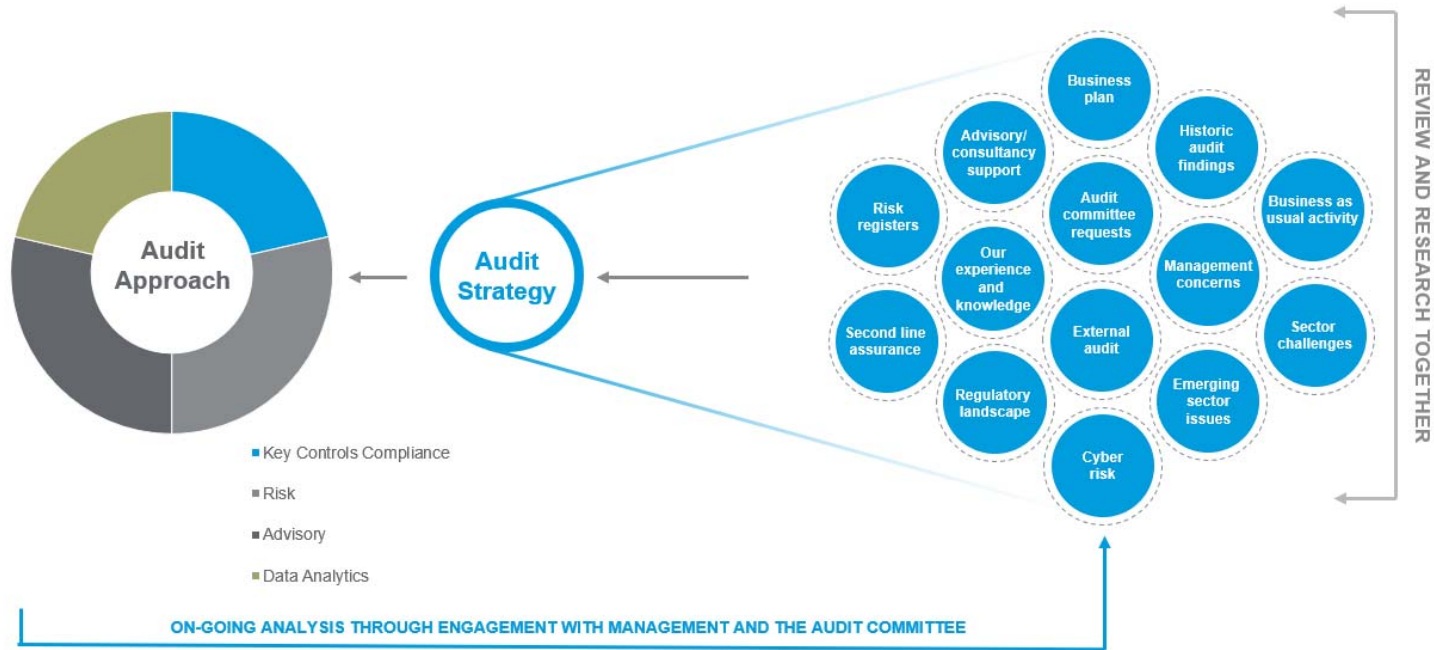 Audit
Approach
Key Controls Compliance
Risk
Advisory
Data Analytics
Audit
Strategy
Business
plan
Advisory/
consultancy
support
Historic
audit
findings
Risk
registers
Audit
committee
requests
Business as
usual activity
Our
experience
and
knowledge
Management
concerns
Second line
assurance
External
audit
Sector
challenges
Regulatory
landscape
Emerging
sector
issues
Cyber
risk
REVIEW AND RESEARCH TOGETHER
ON-GOING ANALYSIS THROUGH ENGAGEMENT WITH MANAGEMENT AND THE AUDIT COMMITTEE